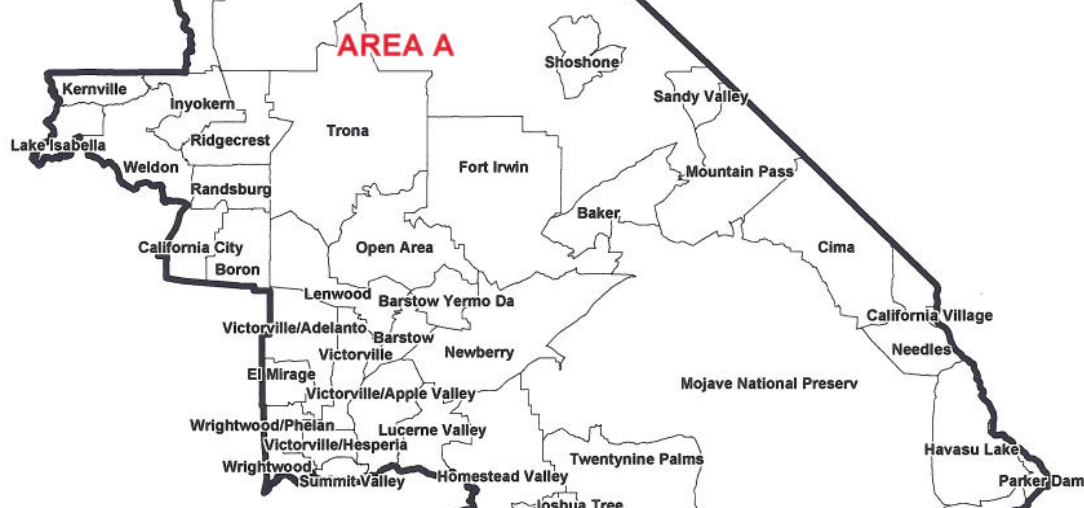 AREA A
Shoshone
Kernville
Inyokern
Sandy Valley
Trona
Ridgecrest
Lake Isabella
Weldon
Fort Irwin
Mountain Pass
Randsburg
Baker
California City
Open Area
Cima
Boron
Lenwood
Barstow Yermo Da
California Village
Victorville/Adelanto
Barstow
Victorville
Newberry
Needles
El Mirage
Mojave National Preserv
Victorville/Apple Valley
Wrightwood/Phelan
Lucerne Valley
Victorville/Hesperia
Havasu Lake
Twentynine Palms
Wrightwood
Summit Valley
Homestead Valley
Parker Dam
Joshua Tree